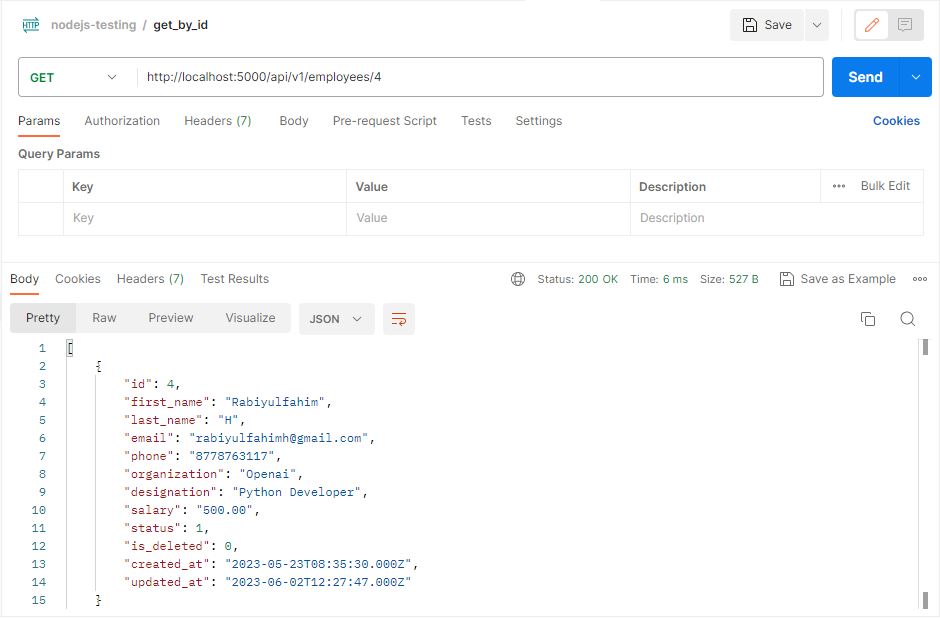 HTTP nodejs-testing / get_by_id Save
GET http://localhost:5000/api/v1/employees/4 Send
Params Authorization Headers (7) Body Pre-request Script Tests Settings Cookies
Query Params
Key Value Description ••• Bulk Edit
Key Value Description
Body Cookies Headers (7) Test Results Status: 200 OK Time: 6 ms Size: 527 B Save as Example •••
Pretty Raw Preview Visualize JSON
1 [
2 {
3 "id": 4,
4 "first_name": "Rabiyulfahim",
5 "last_name": "H",
6 "email": "rabiyulfahimh@gmail.com",
7 "phone": "8778763117",
8 "organization": "Openai",
9 "designation": "Python Developer",
10 "salary": "500.00",
11 "status": 1,
12 "is_deleted": 0,
13 "created_at": "2023-05-23T08:35:30.000Z",
14 "updated_at": "2023-06-02T12:27:47.000Z"
15 }